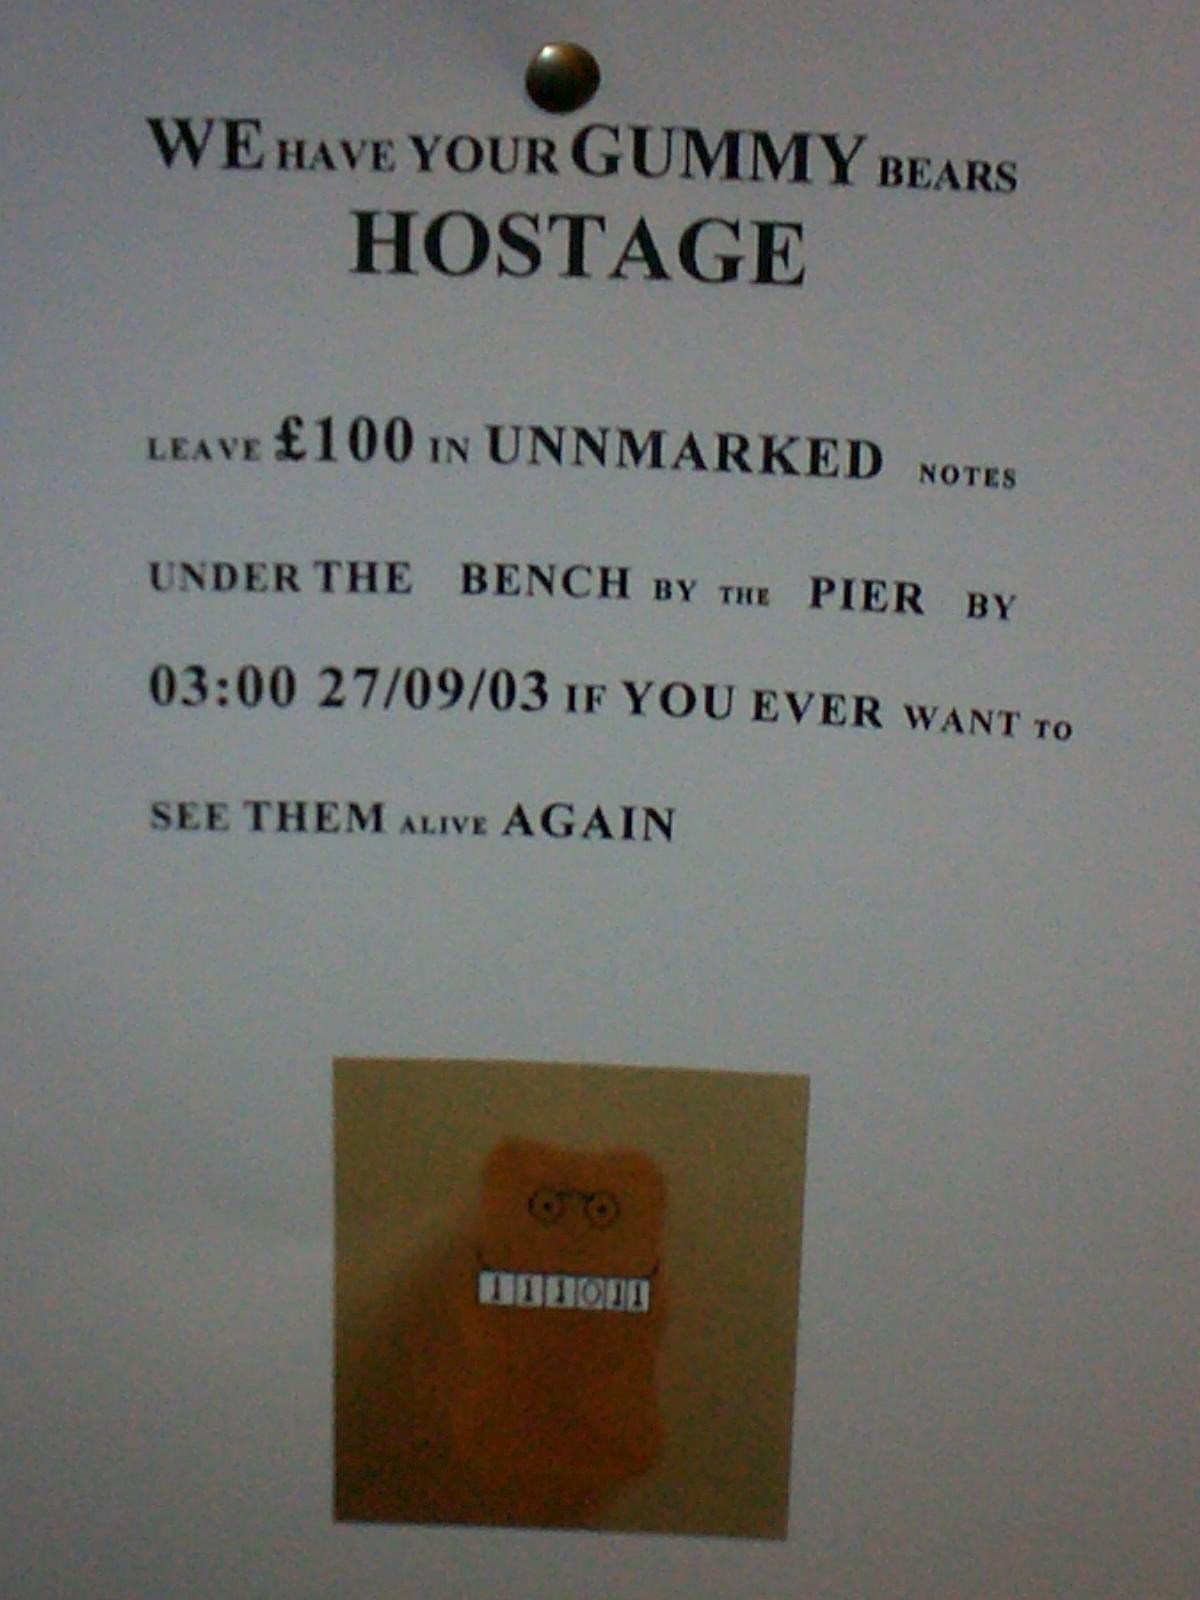 WE HAVE YOUR GUMMY BEARS
HOSTAGE
LEAVE £100 IN UNNMARKED NOTES
UNDER THE BENCH BY THE PIER BY
03:00 27/09/03 IF YOU EVER WANT TO
SEE THEM ALIVE AGAIN
111011